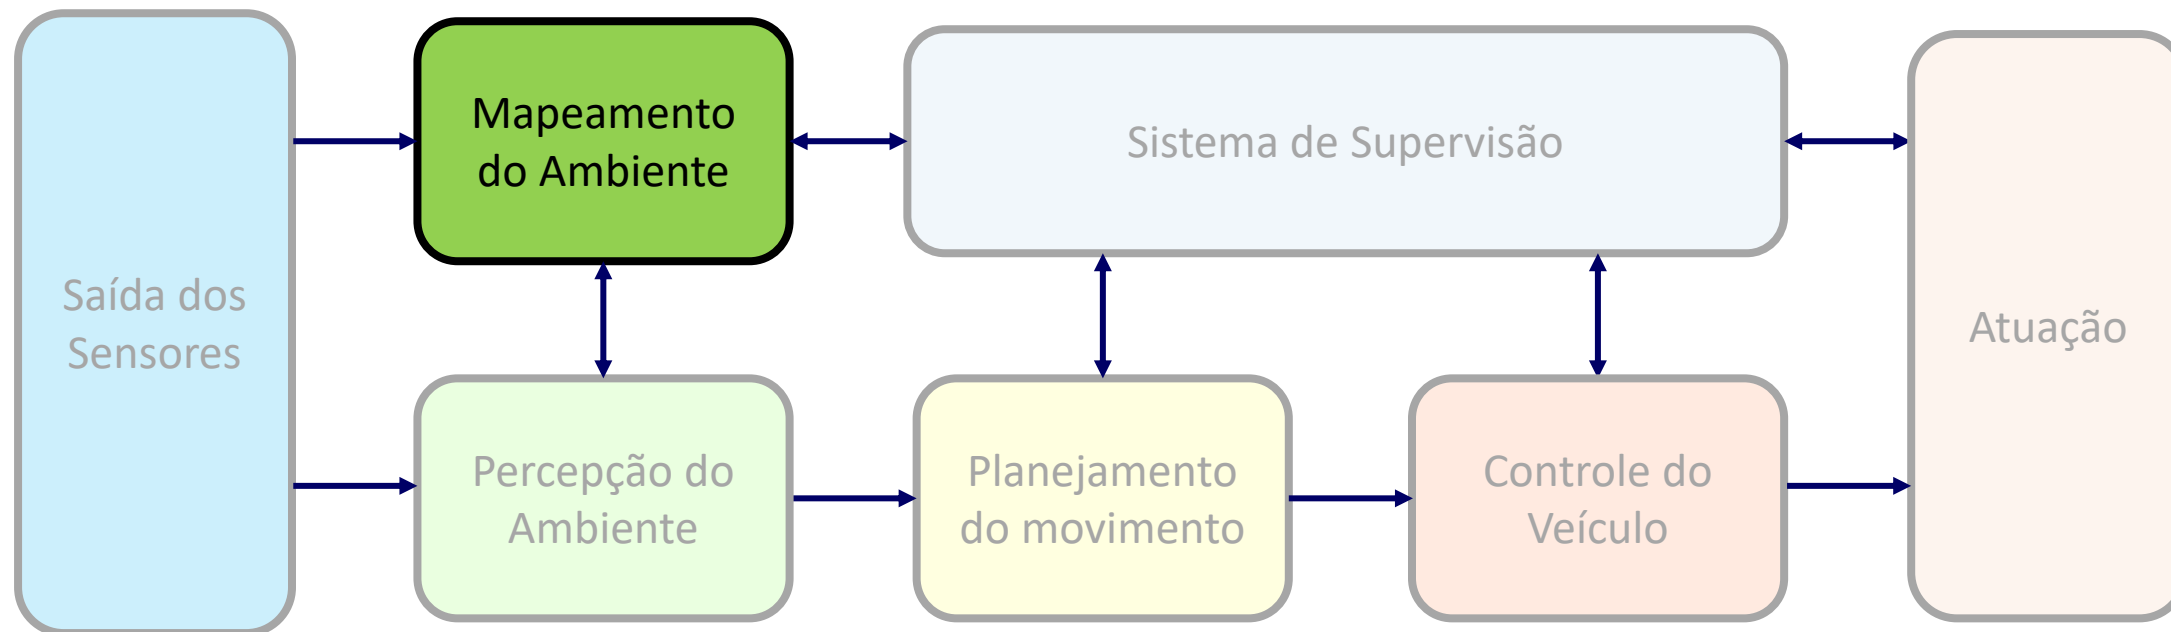 Saída dos
Sensores
Mapeamento
do Ambiente
Sistema de Supervisão
Percepção do
Ambiente
Planejamento
do movimento
Controle do
Veículo
Atuação